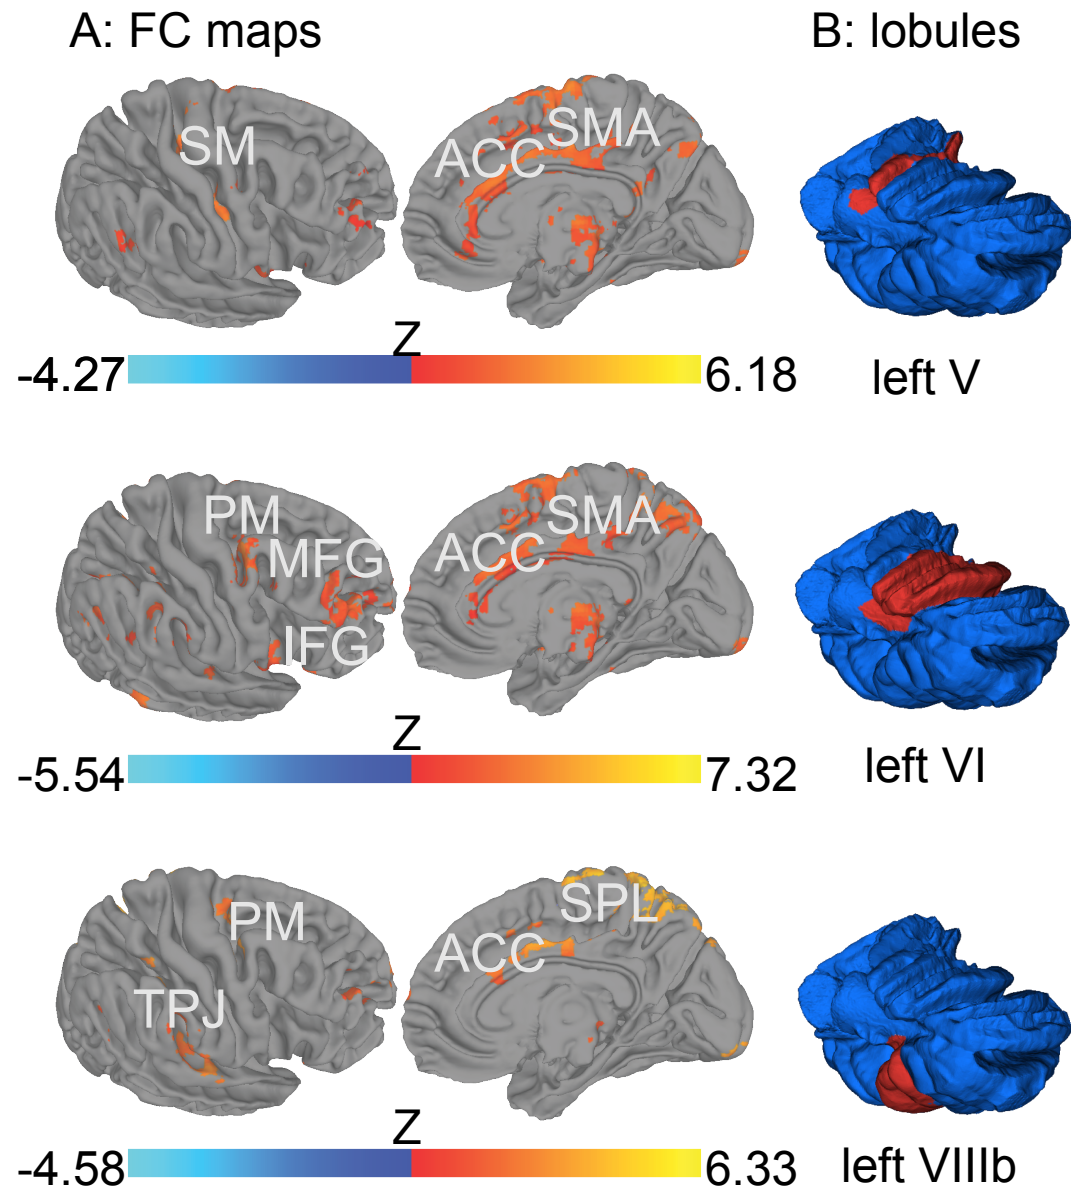 A: FC maps
B: lobules
SM
ACC
SMA
Z
-4.27
6.18
left V
PM
MFG
IFG
ACC
SMA
Z
-5.54
7.32
left VI
PM
TPJ
ACC
SPL
Z
-4.58
6.33
left VIIIb